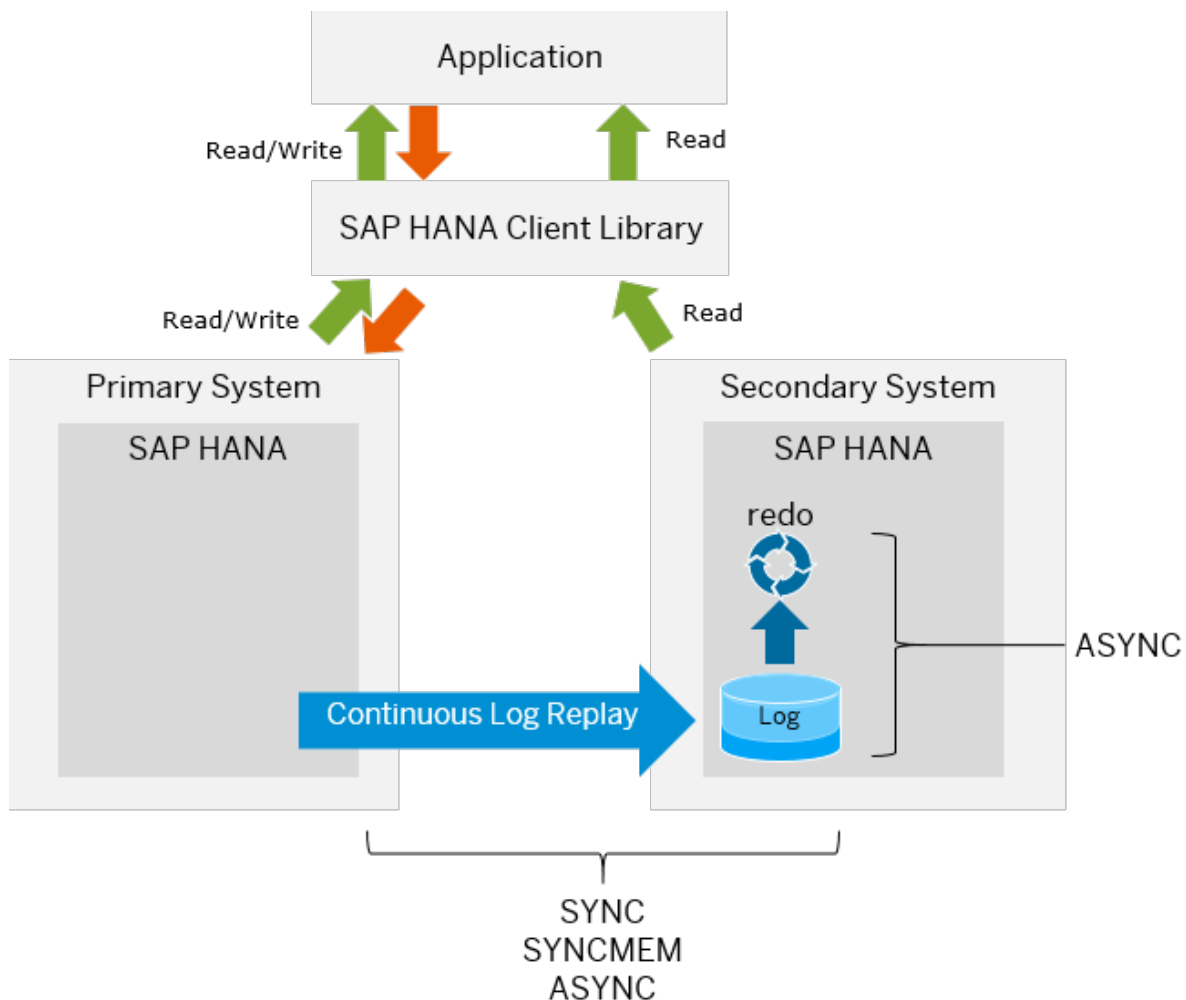 Application
Read/Write
Read
SAP HANA Client Library
Read/Write
Read
Primary System
Secondary System
SAP HANA
SAP HANA
redo
ASYNC
Continuous Log Replay
Log
SYNC
SYNCMEM
ASYNC